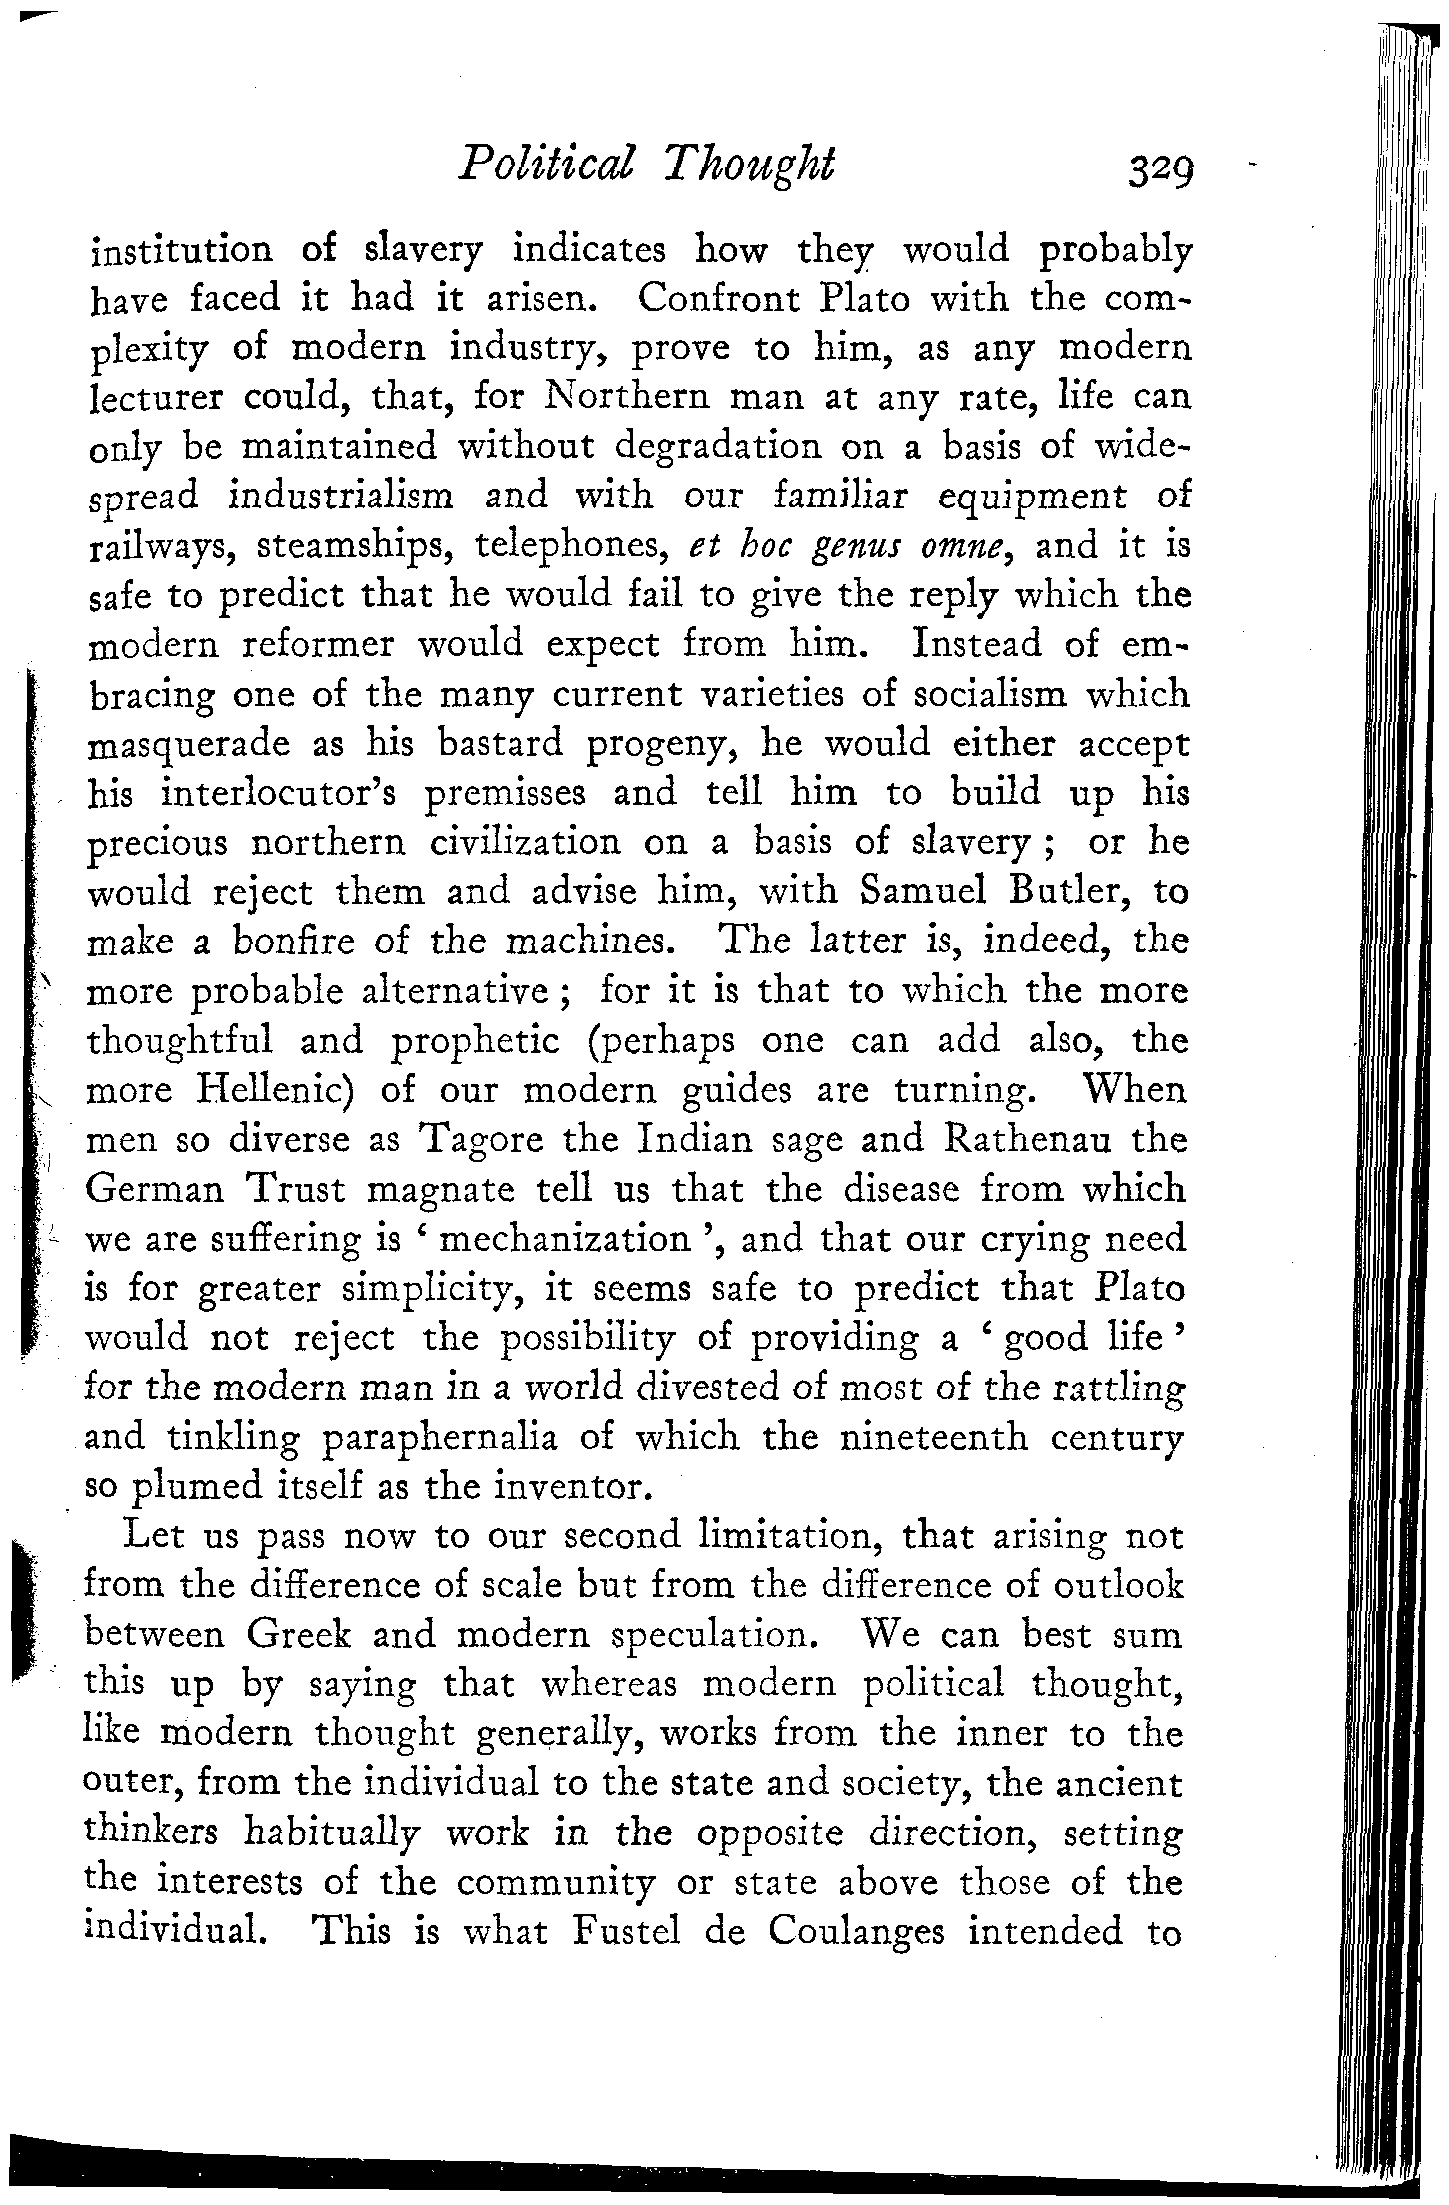 Political Thought 329
institution of slavery indicates how they would probably
have faced it had it arisen. Confront Plato with the com-
plexity of modern industry, prove to him, as any modern
lecturer could, that, for Northern man at any rate, life can
only be maintained without degradation on a basis of wide-
spread industrialism and with our familiar equipment of
railways, steamships, telephones, et hoc genus omne, and it is
safe to predict that he would fail to give the reply which the
modern reformer would expect from him. Instead of em-
bracing one of the many current varieties of socialism which
masquerade as his bastard progeny, he would either accept
his interlocutor's premisses and tell him to build up his
precious northern civilization on a basis of slavery ; or he
would reject them and advise him, with Samuel Butler, to
make a bonfire of the machines. The latter is, indeed, the
more probable alternative ; for it is that to which the more
thoughtful and prophetic (perhaps one can add also, the
more Hellenic) of our modern guides are turning. When
men so diverse as Tagore the Indian sage and Rathenau the
German Trust magnate tell us that the disease from which
we are suffering is ‘ mechanization ’, and that our crying need
is for greater simplicity, it seems safe to predict that Plato
would not reject the possibility of providing a ‘ good life ’
for the modern man in a world divested of most of the rattling
and tinkling paraphernalia of which the nineteenth century
so plumed itself as the inventor.
Let us pass now to our second limitation, that arising not
from the difference of scale but from the difference of outlook
between Greek and modern speculation. We can best sum
this up by saying that whereas modern political thought,
like modern thought generally, works from the inner to the
outer, from the individual to the state and society, the ancient
thinkers habitually work in the opposite direction, setting
the interests of the community or state above those of the
individual. This is what Fustel de Coulanges intended to